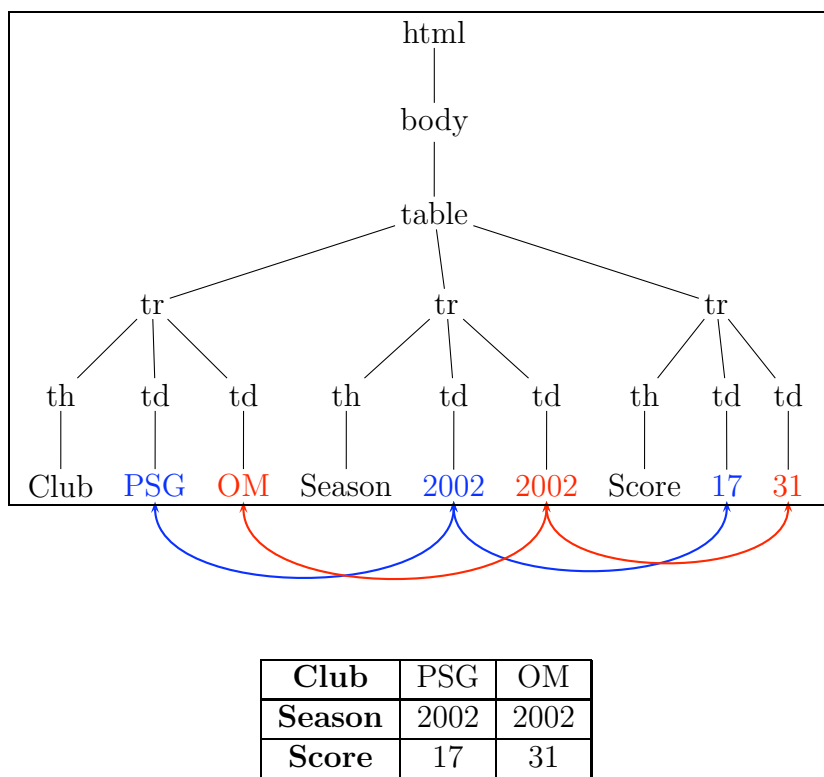 html
body
table
tr tr tr
th td td th td td th td td
Club PSG OM Season 2002 2002 Score 17 31
Club PSG OM
Season 2002 2002
Score 17 31